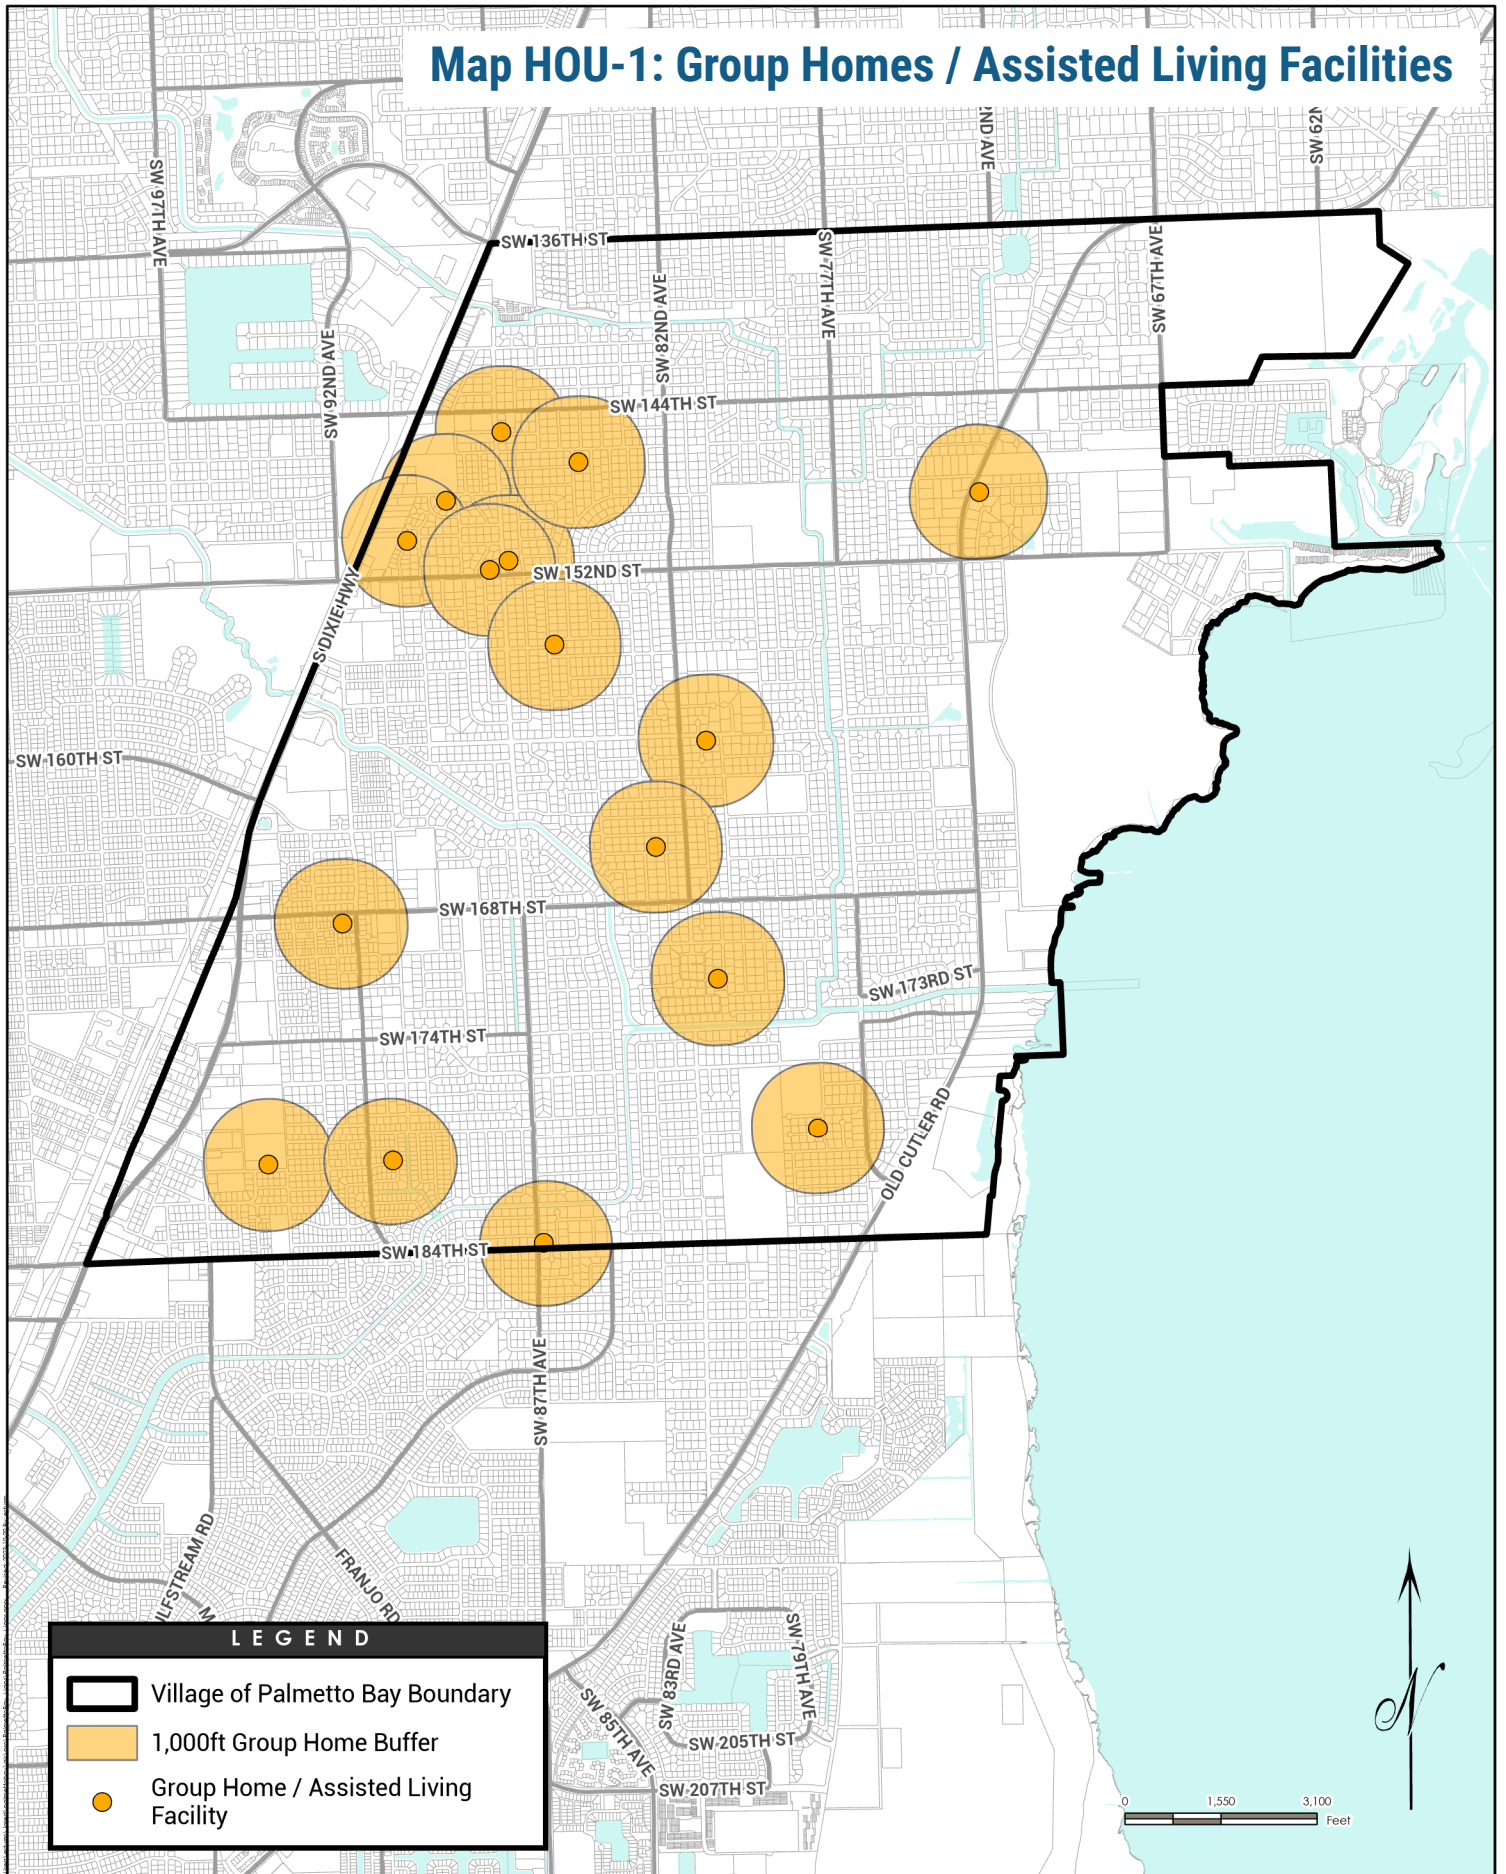 Map HOU-1: Group Homes / Assisted Living Facilities
SW 97TH AVE
2ND AVE
SW 62N
SW 136TH ST
SW 77TH AVE
SW 67TH AVE
SW 82ND AVE
SW 92ND AVE
SW 144TH ST
SW 152ND ST
S DIXIE HWY
SW 160TH ST
SW 168TH ST
SW 173RD ST
SW 174TH ST
OLD CUTLER RD
SW 184TH ST
SW 87TH AVE
ULFSTREAM RD
FRANJO RD
M
SW 83RD AVE
SW 79TH AVE
SW 85TH AVE
SW 205TH ST
SW 207TH ST
LEGEND
Village of Palmetto Bay Boundary
1,000ft Group Home Buffer
Group Home / Assisted Living
Facility
N
0 1,550 3,100
Feet